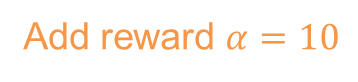 Add reward 𝛼 = 10